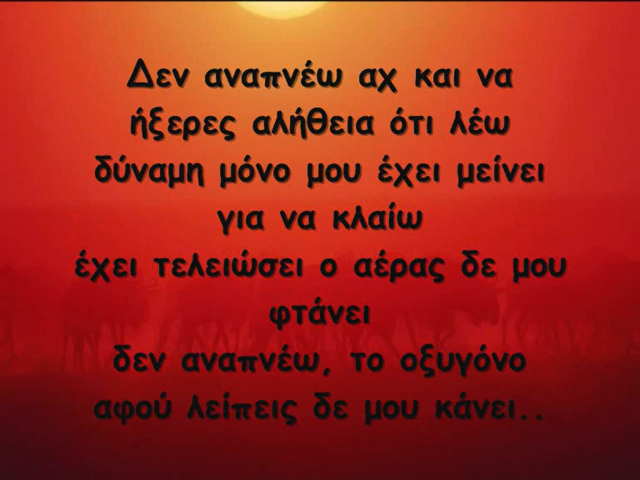 Δεν αναπνέω αχ και να
ήξερες αλήθεια ότι λέω
δύναμη μόνο μου έχει μείνει
για να κλαίω
έχει τελειώσει ο αέρας δε μου
φτάνει
δεν αναπνέω, το οξυγόνο
αφού λείπεις δε μου κάνει..